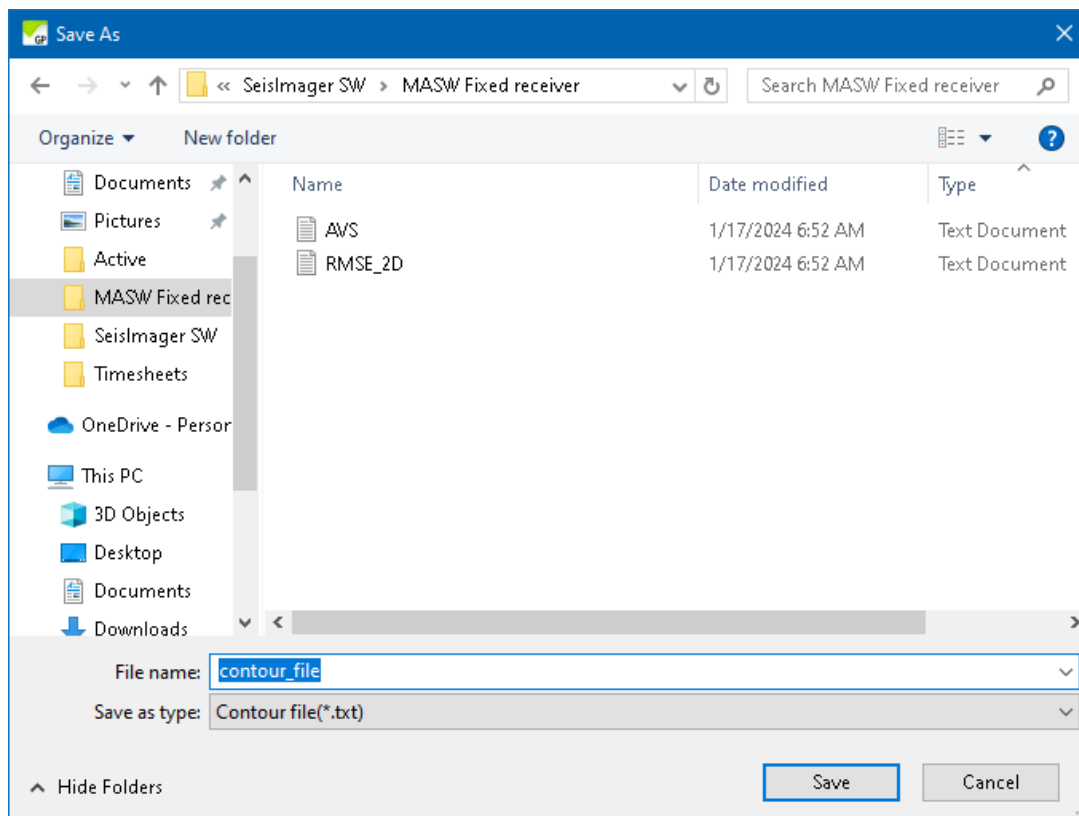 GP Save As
« SeisImager SW > MASW Fixed receiver
Search MASW Fixed receiver
Organize
New folder
?
Documents
Pictures
Active
MASW Fixed rec
SeisImager SW
Timesheets
OneDrive - Person
This PC
3D Objects
Desktop
Documents
Downloads
Name Date modified Type
AVS 1/17/2024 6:52 AM Text Document
RMSE_2D 1/17/2024 6:52 AM Text Document
File name: contour_file
Save as type: Contour file(*.txt)
Hide Folders
Save Cancel